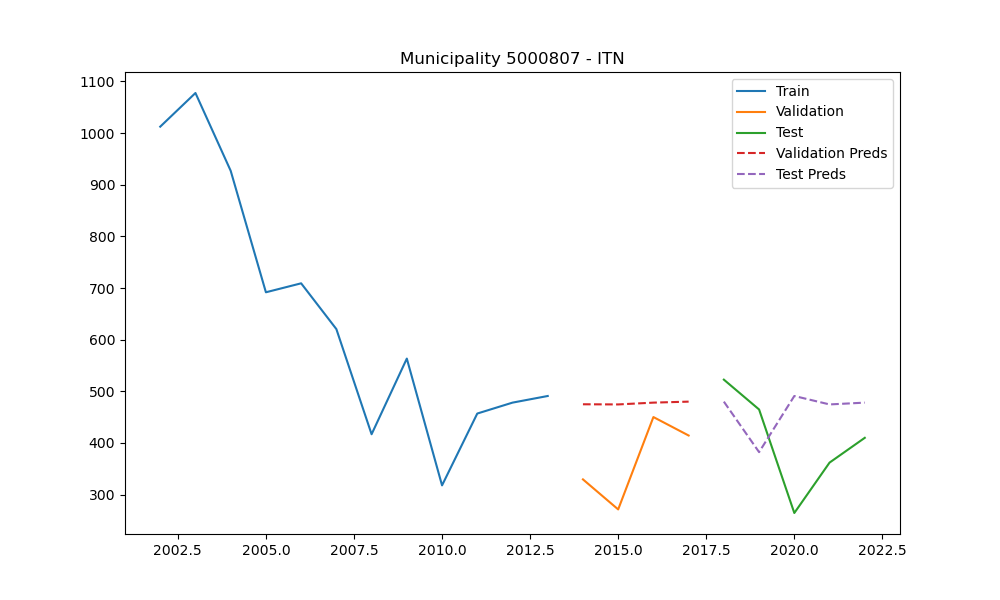 Municipality 5000807 - ITN
1100
1000
900
800
700
600
500
400
300
Train
Validation
Test
Validation Preds
Test Preds
2002.5 2005.0 2007.5 2010.0 2012.5 2015.0 2017.5 2020.0 2022.5